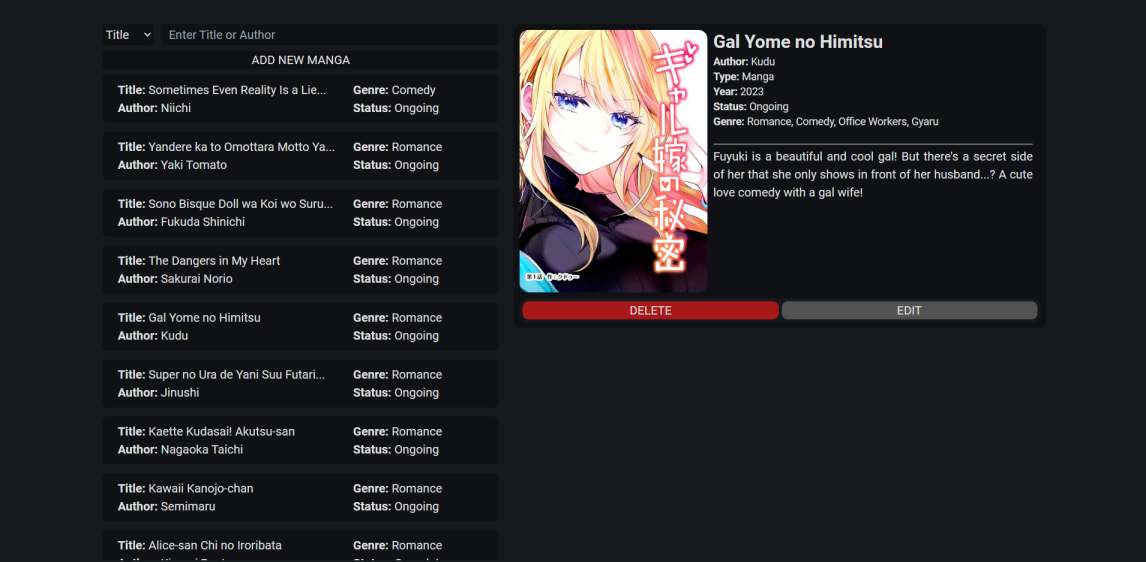 Title
Enter Title or Author
ADD NEW MANGA
Title: Sometimes Even Reality Is a Lie...
Genre: Comedy
Author: Niichi
Status: Ongoing
Title: Yandere ka to Omottara Motto Ya...
Genre: Romance
Author: Yaki Tomato
Status: Ongoing
Title: Sono Bisque Doll wa Koi wo Suru...
Genre: Romance
Author: Fukuda Shinichi
Status: Ongoing
Title: The Dangers in My Heart
Genre: Romance
Author: Sakurai Norio
Status: Ongoing
Title: Gal Yome no Himitsu
Genre: Romance
Author: Kudu
Status: Ongoing
Title: Super no Ura de Yani Suu Futari...
Genre: Romance
Author: Jinushi
Status: Ongoing
Title: Kaette Kudasai! Akutsu-san
Genre: Romance
Author: Nagaoka Taichi
Status: Ongoing
Title: Kawaii Kanojo-chan
Genre: Romance
Author: Semimaru
Status: Ongoing
Title: Alice-san Chi no Iroribata
Genre: Romance
ギャル嫁の秘密
第1話 作:クドゥー
Gal Yome no Himitsu
Author: Kudu
Type: Manga
Year: 2023
Status: Ongoing
Genre: Romance, Comedy, Office Workers, Gyaru
Fuyuki is a beautiful and cool gal! But there's a secret side
of her that she only shows in front of her husband...? A cute
love comedy with a gal wife!
DELETE
EDIT